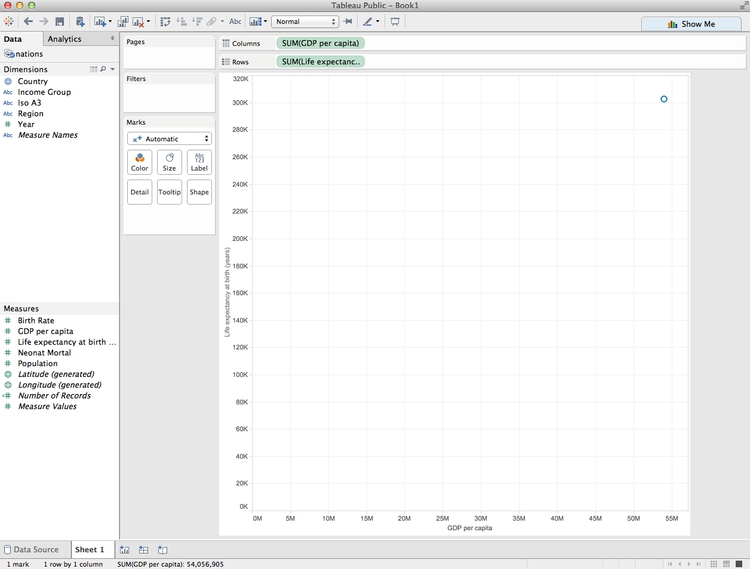 Tableau Public - Book1
Abc
Normal
Show Me
Data
Analytics
nations
Dimensions
Country
Abc Income Group
Abc Iso A3
Abc Region
# Year
Abc Measure Names
Measures
# Birth Rate
# GDP per capita
# Life expectancy at birth ...
# Neonat Mortal
# Population
Latitude (generated)
Longitude (generated)
# Number of Records
# Measure Values
Pages
Filters
Marks
Automatic
Color
Size
Label
Detail
Tooltip
Shape
Columns
SUM(GDP per capita)
Rows
SUM(Life expectanc..
320K
300K
280K
260K
240K
220K
200K
180K
160K
140K
120K
100K
80K
60K
40K
20K
0K
Life expectancy at birth (years)
0M 5M 10M 15M 20M 25M 30M 35M 40M 45M 50M 55M
GDP per capita
Data Source
Sheet 1
1 mark
1 row by 1 column
SUM(GDP per capita): 54,056,905